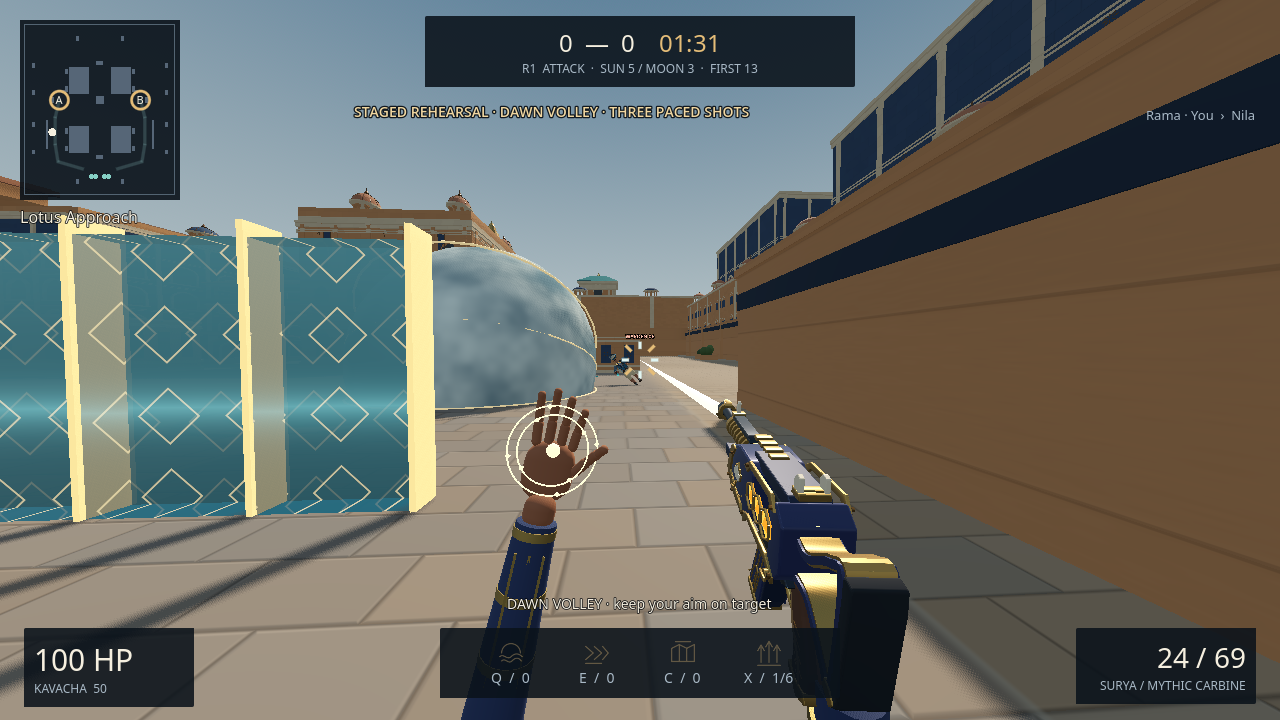 A
B
Lotus Approach
0 — 0 01:31
R1 ATTACK · SUN 5 / MOON 3 · FIRST 13
STAGED REHEARSAL · DAWN VOLLEY · THREE PACED SHOTS
Rama · You › Nila
DAWN VOLLEY · keep your aim on target
100 HP
KAVACHA 50
Q / 0
E / 0
C / 0
X / 1/6
24 / 69
SURYA / MYTHIC CARBINE